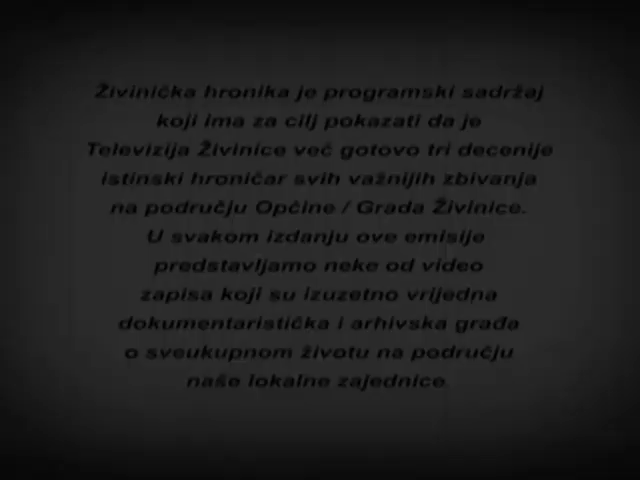 Živinička hronika je programski sadržaj
koji ima za cilj pokazati da je
Televizija Živinice već gotovo tri decenije
istinski hroničar svih važnijih zbivanja
na području Općine / Grada Živinice.
U svakom izdanju ove emisije
predstavljamo neke od video
zapisa koji su izuzetno vrijedna
dokumentaristička i arhivska građa
o sveukupnom životu na području
naše lokalne zajednice.